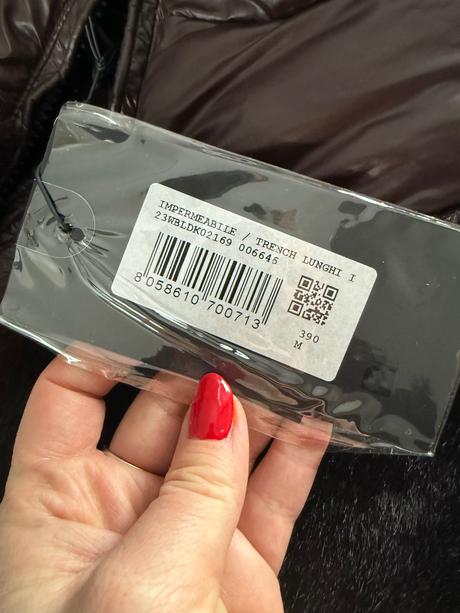 IMPERMEABILE / TRENCH LUNGHI I
23WBLDK02169 006646
8 058610 700713
390
M